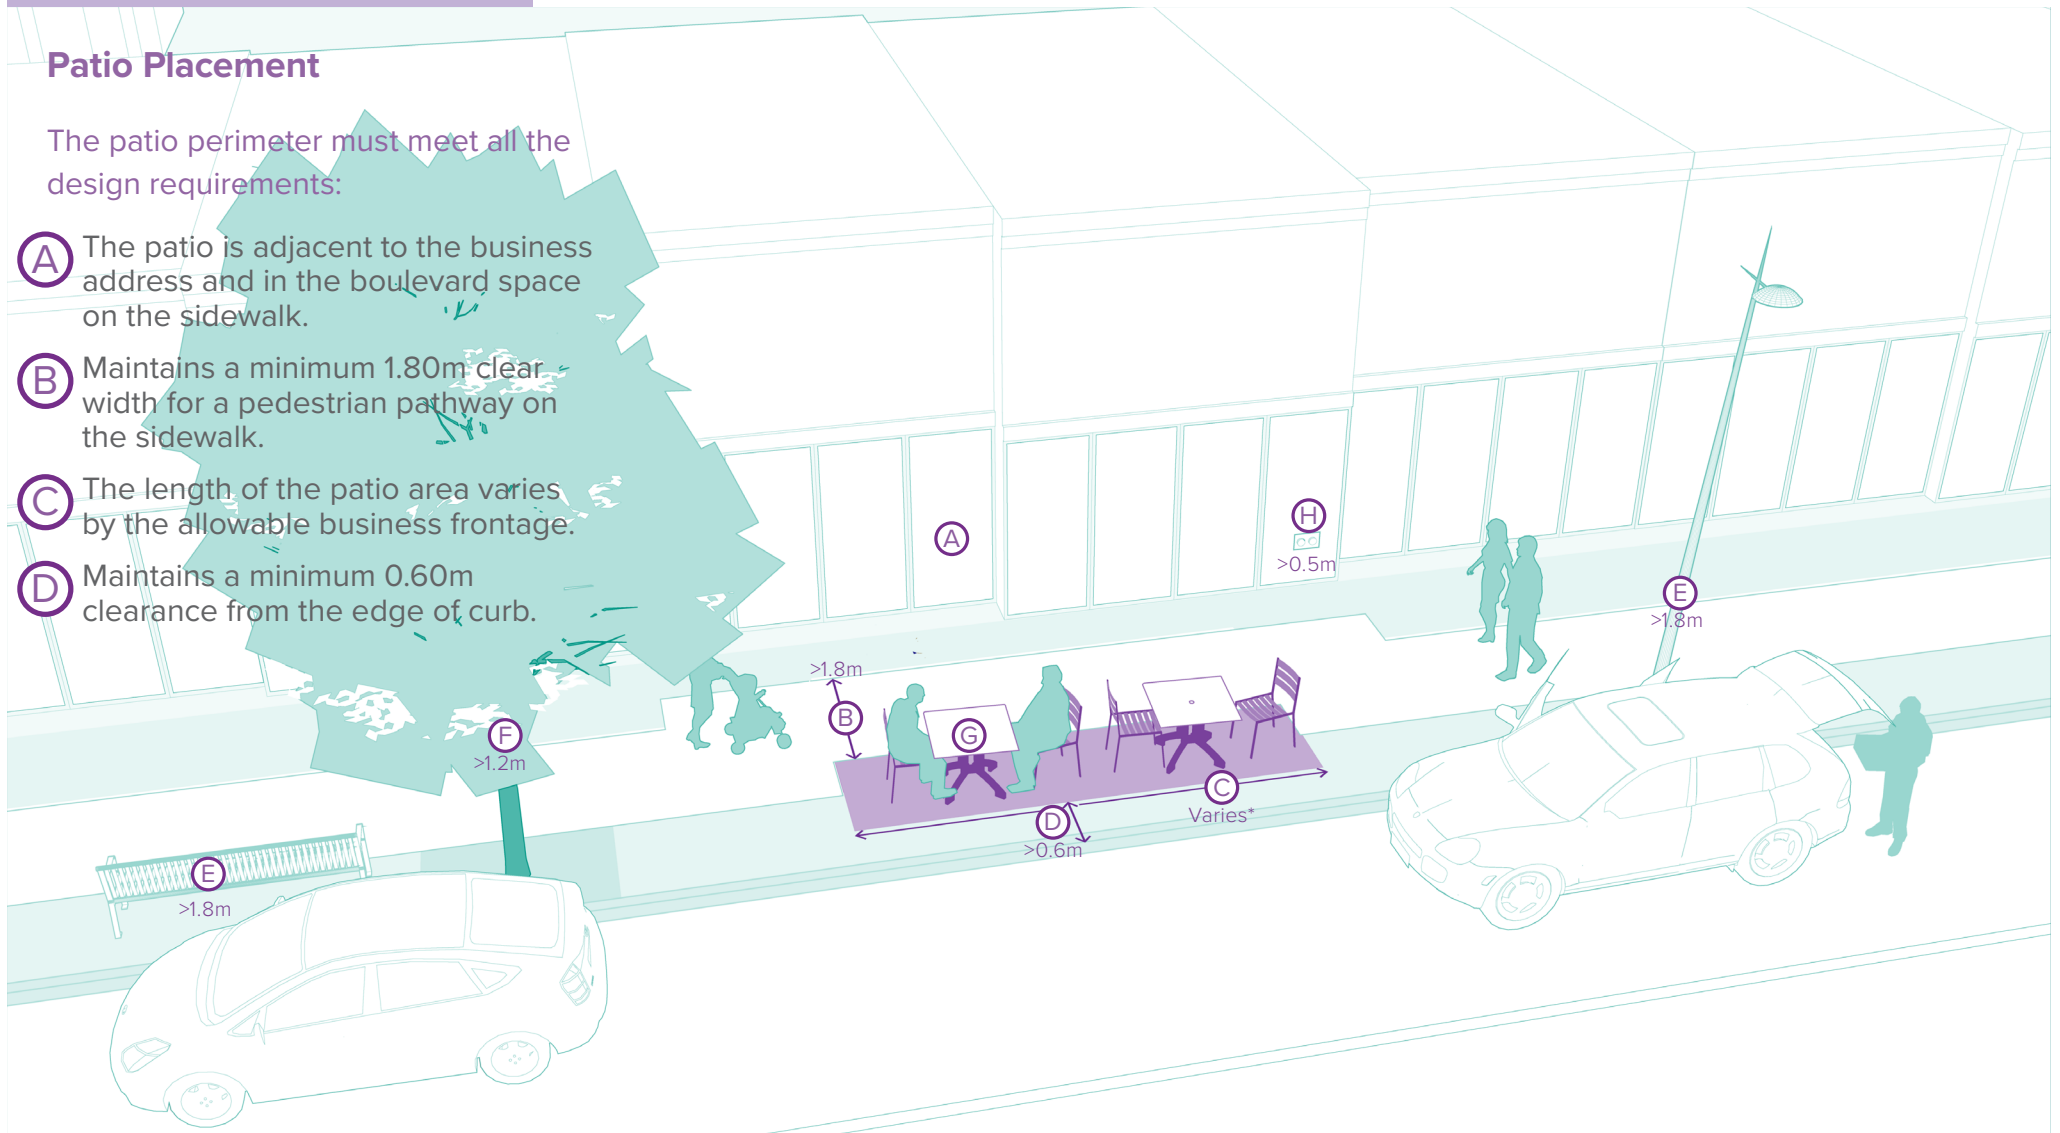 Patio Placement
The patio perimeter must meet all the
design requirements:
A
The patio is adjacent to the business
address and in the boulevard space
on the sidewalk.
B
Maintains a minimum 1.80m clear
width for a pedestrian pathway on
the sidewalk.
C
The length of the patio area varies
by the allowable business frontage.
D
Maintains a minimum 0.60m
clearance from the edge of curb.
A
H
>0.5m
E
>1.8m
>1.8m
B
G
F
>1.2m
C
Varies*
D
>0.6m
E
>1.8m